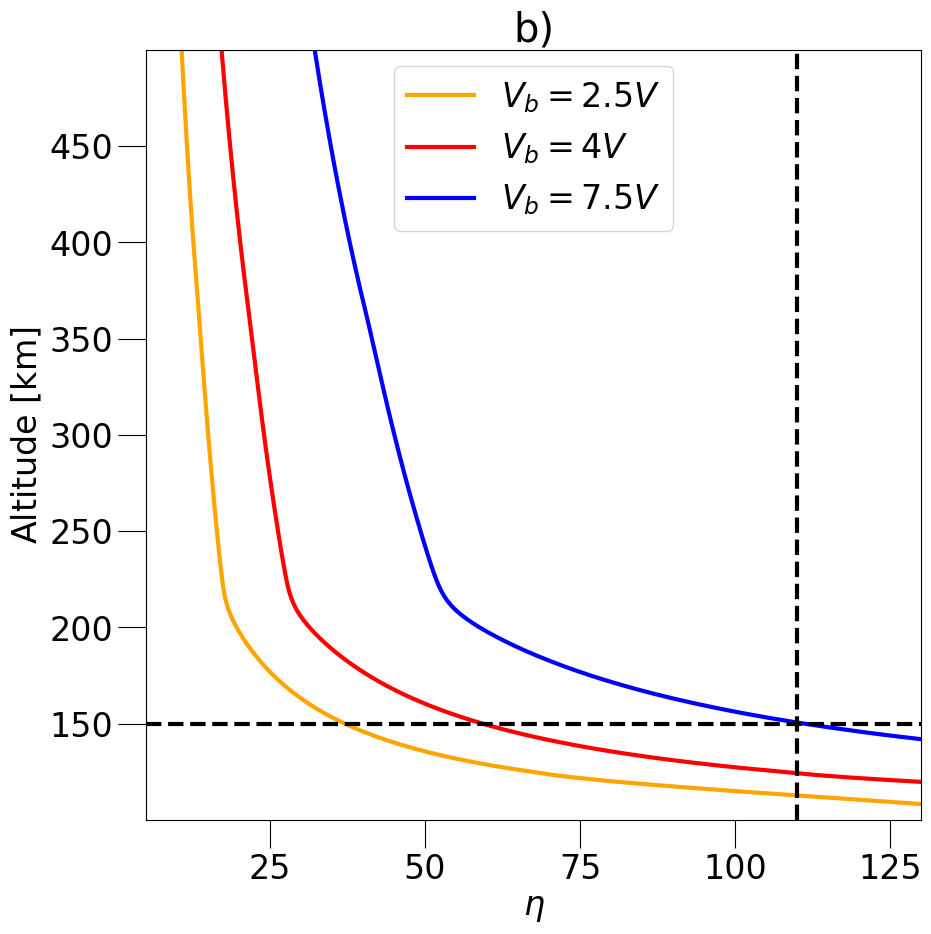 b)
V_b = 2.5V
V_b = 4V
V_b = 7.5V
Altitude [km]
450
400
350
300
250
200
150
25 50 75 100 125
η